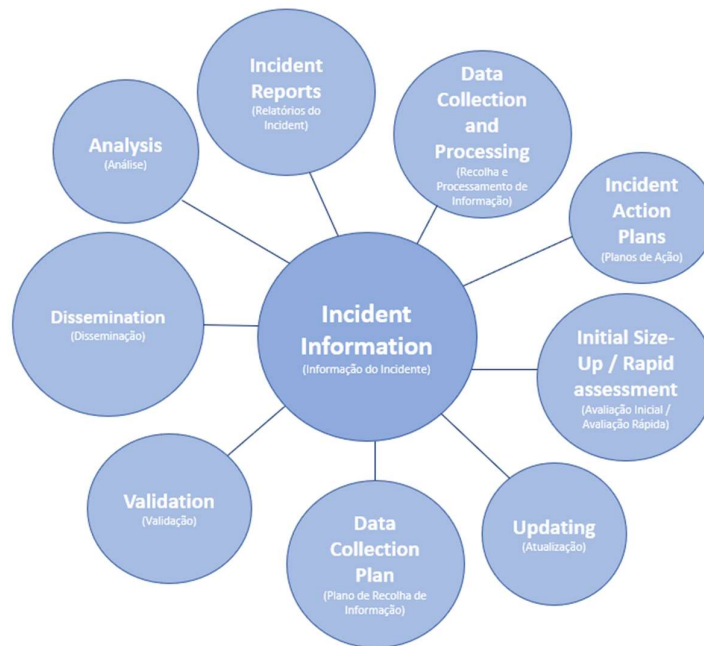 Incident
Reports
(Relatórios do
Incident)
Data
Collection
and
Processing
(Recolha e
Processamento de
Informação)
Analysis
(Análise)
Incident
Action
Plans
(Planos de Ação)
Incident
Information
(Informação do Incidente)
Dissemination
(Disseminação)
Initial Size-
Up / Rapid
assessment
(Avaliação Inicial /
Avaliação Rápida)
Validation
(Validação)
Data
Collection
Plan
(Plano de Recolha de
Informação)
Updating
(Atualização)